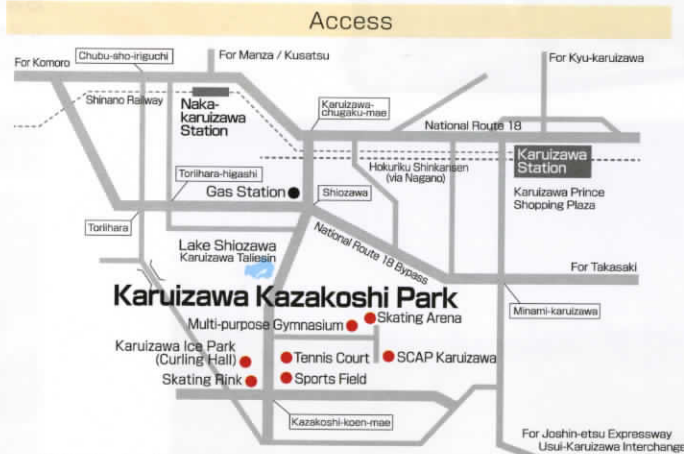 Access
For Komoro
Chubu-sho-iriguchi
For Manza / Kusatsu
For Kyu-karuizawa
Shinano Railway
Naka-
karuizawa
Station
Karuizawa-
chugaku-mae
National Route 18
Karuizawa
Station
Hokuriku Shinkansen
(via Nagano)
Karuizawa Prince
Shopping Plaza
Toriihara-higashi
Gas Station
Shiozawa
Toriihara
Lake Shiozawa
Karuizawa Taliesin
National Route 18 Bypass
For Takasaki
Karuizawa Kazakoshi Park
Minami-karuizawa
Skating Arena
Multi-purpose Gymnasium
Karuizawa Ice Park
(Curling Hall)
Tennis Court
SCAP Karuizawa
Skating Rink
Sports Field
Kazakoshi-koen-mae
For Joshin-etsu Expressway
Usui-Karuizawa Interchange